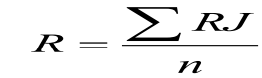 R = ∑ RJ / n